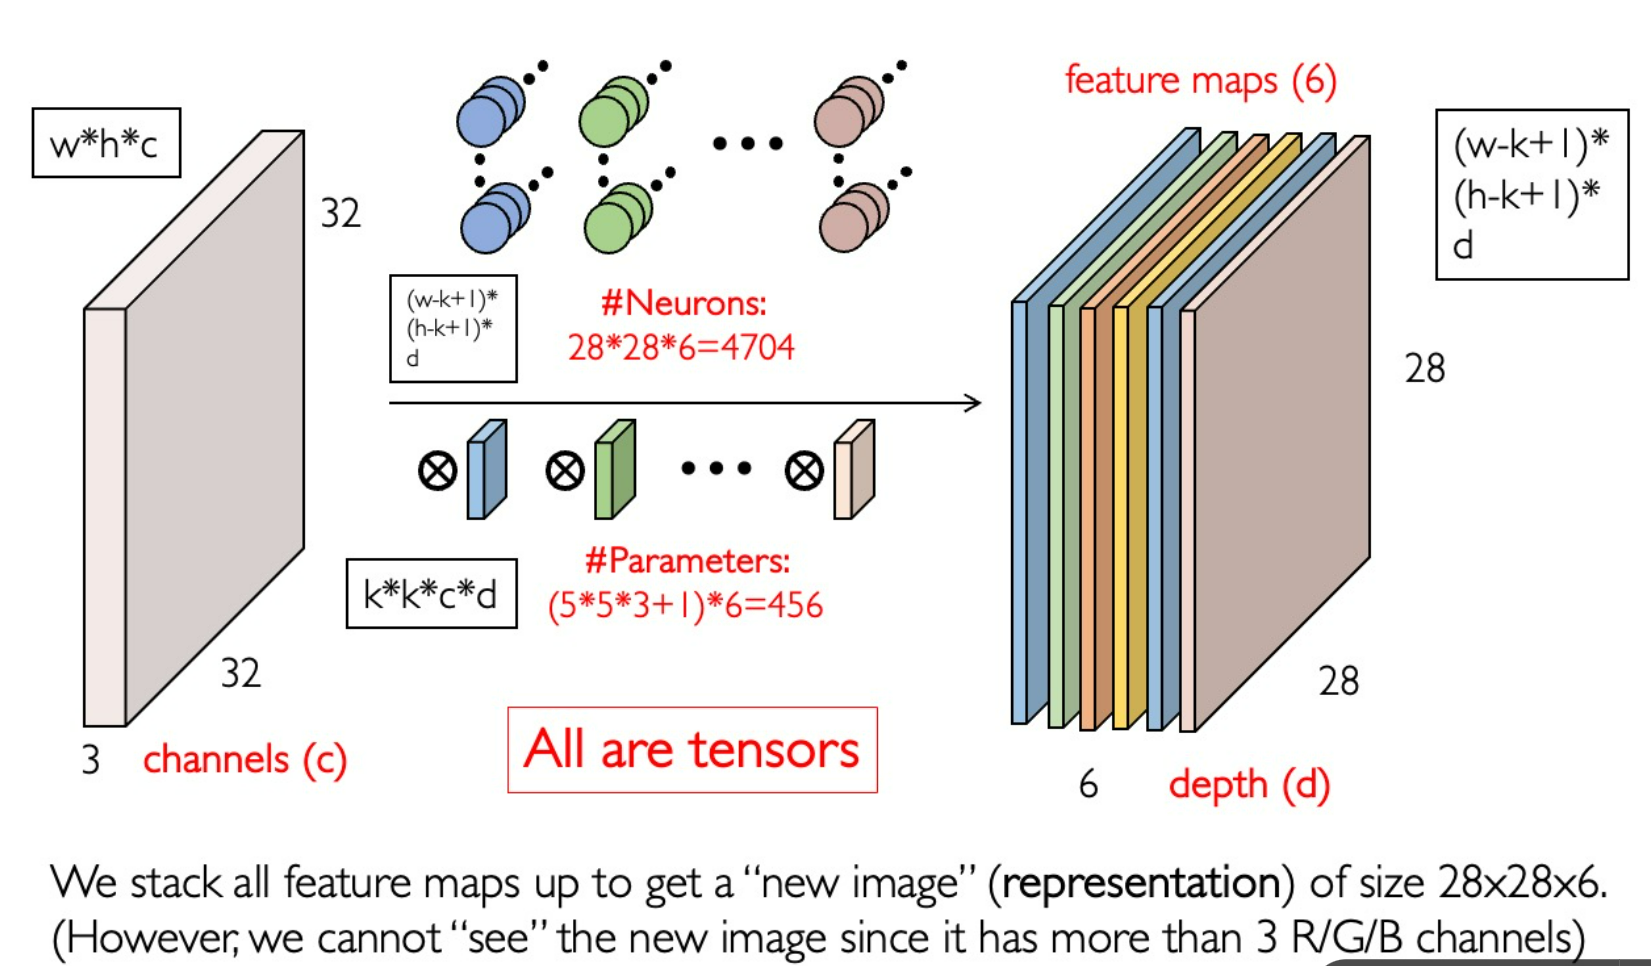 feature maps (6)
w*h*c
(w-k+1)*
(h-k+1)*
d
32
(w-k+1)*
(h-k+1)*
d
#Neurons:
28*28*6=4704
28
k*k*c*d
#Parameters:
(5*5*3+1)*6=456
32
28
3 channels (c)
All are tensors
6 depth (d)
We stack all feature maps up to get a “new image” (representation) of size 28x28x6.
(However, we cannot “see” the new image since it has more than 3 R/G/B channels)